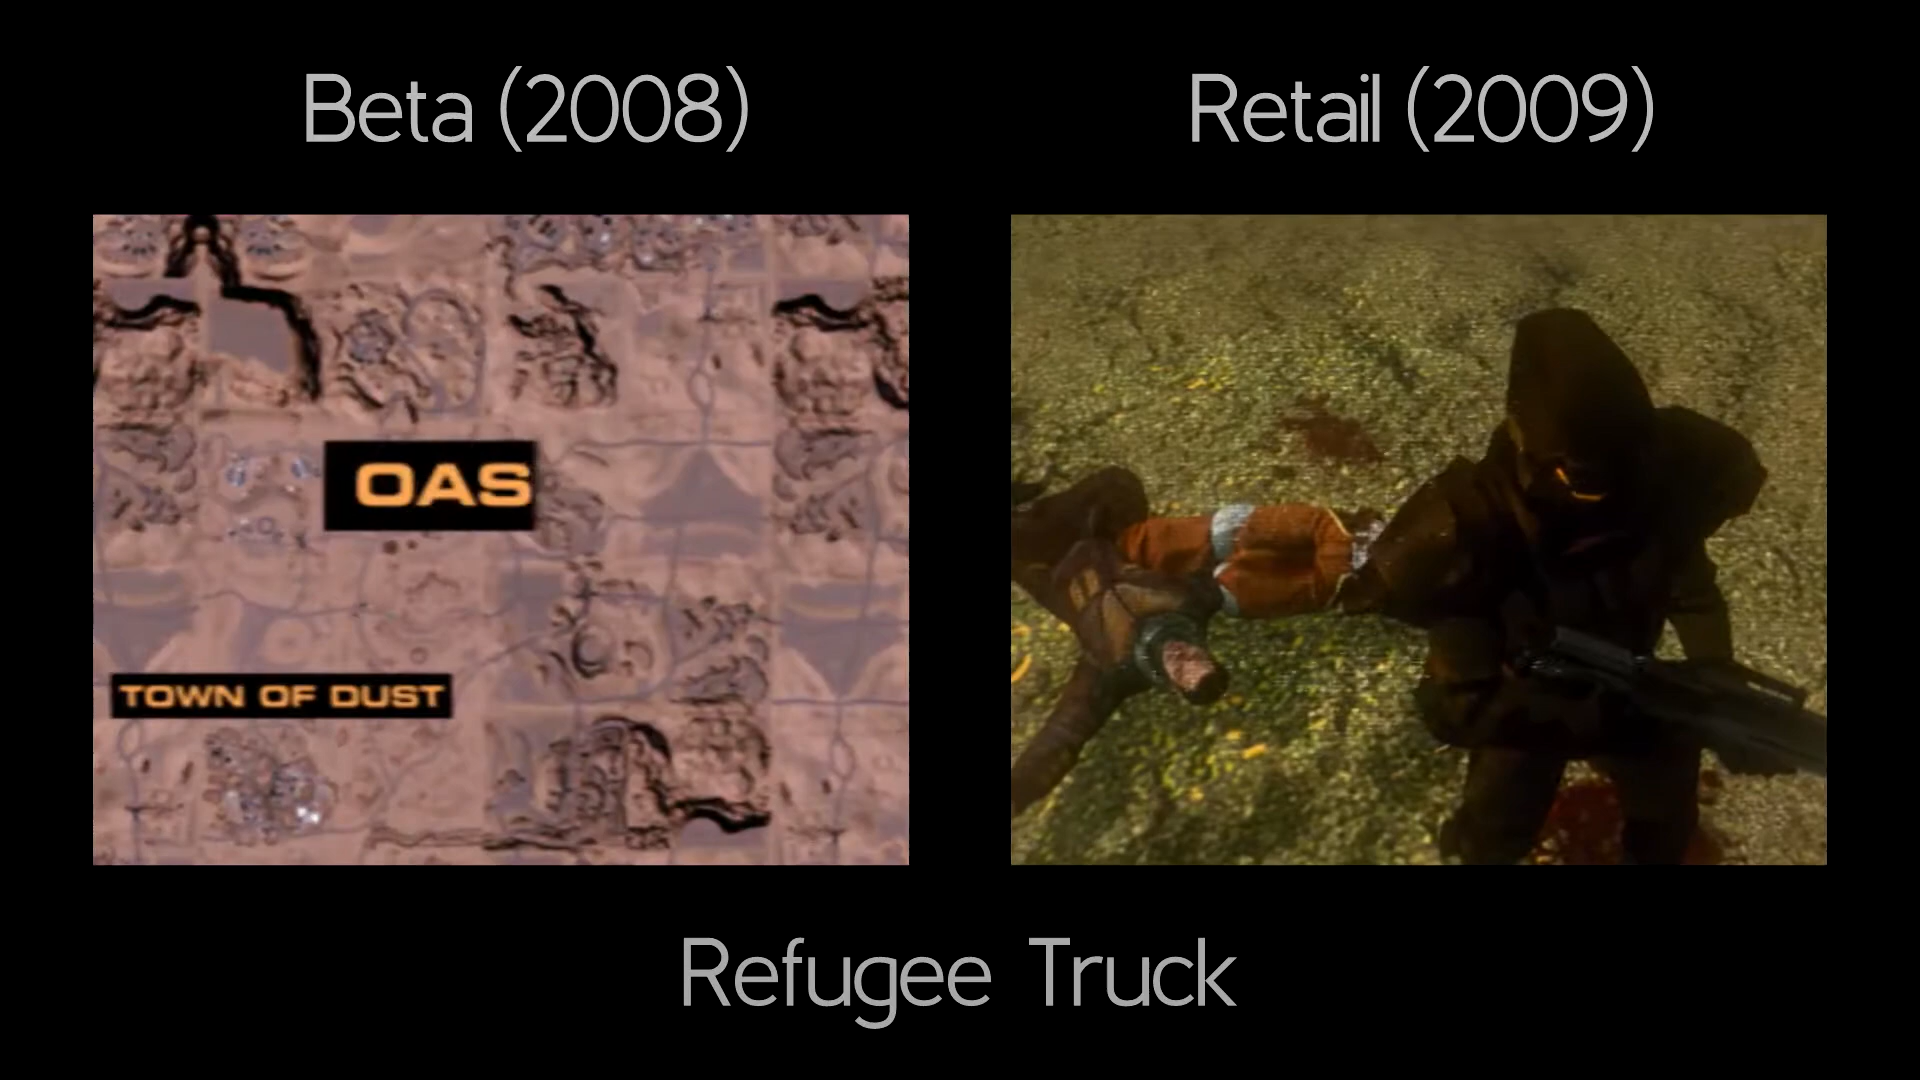 Beta (2008)
Retail (2009)
OAS
TOWN OF DUST
Refugee Truck